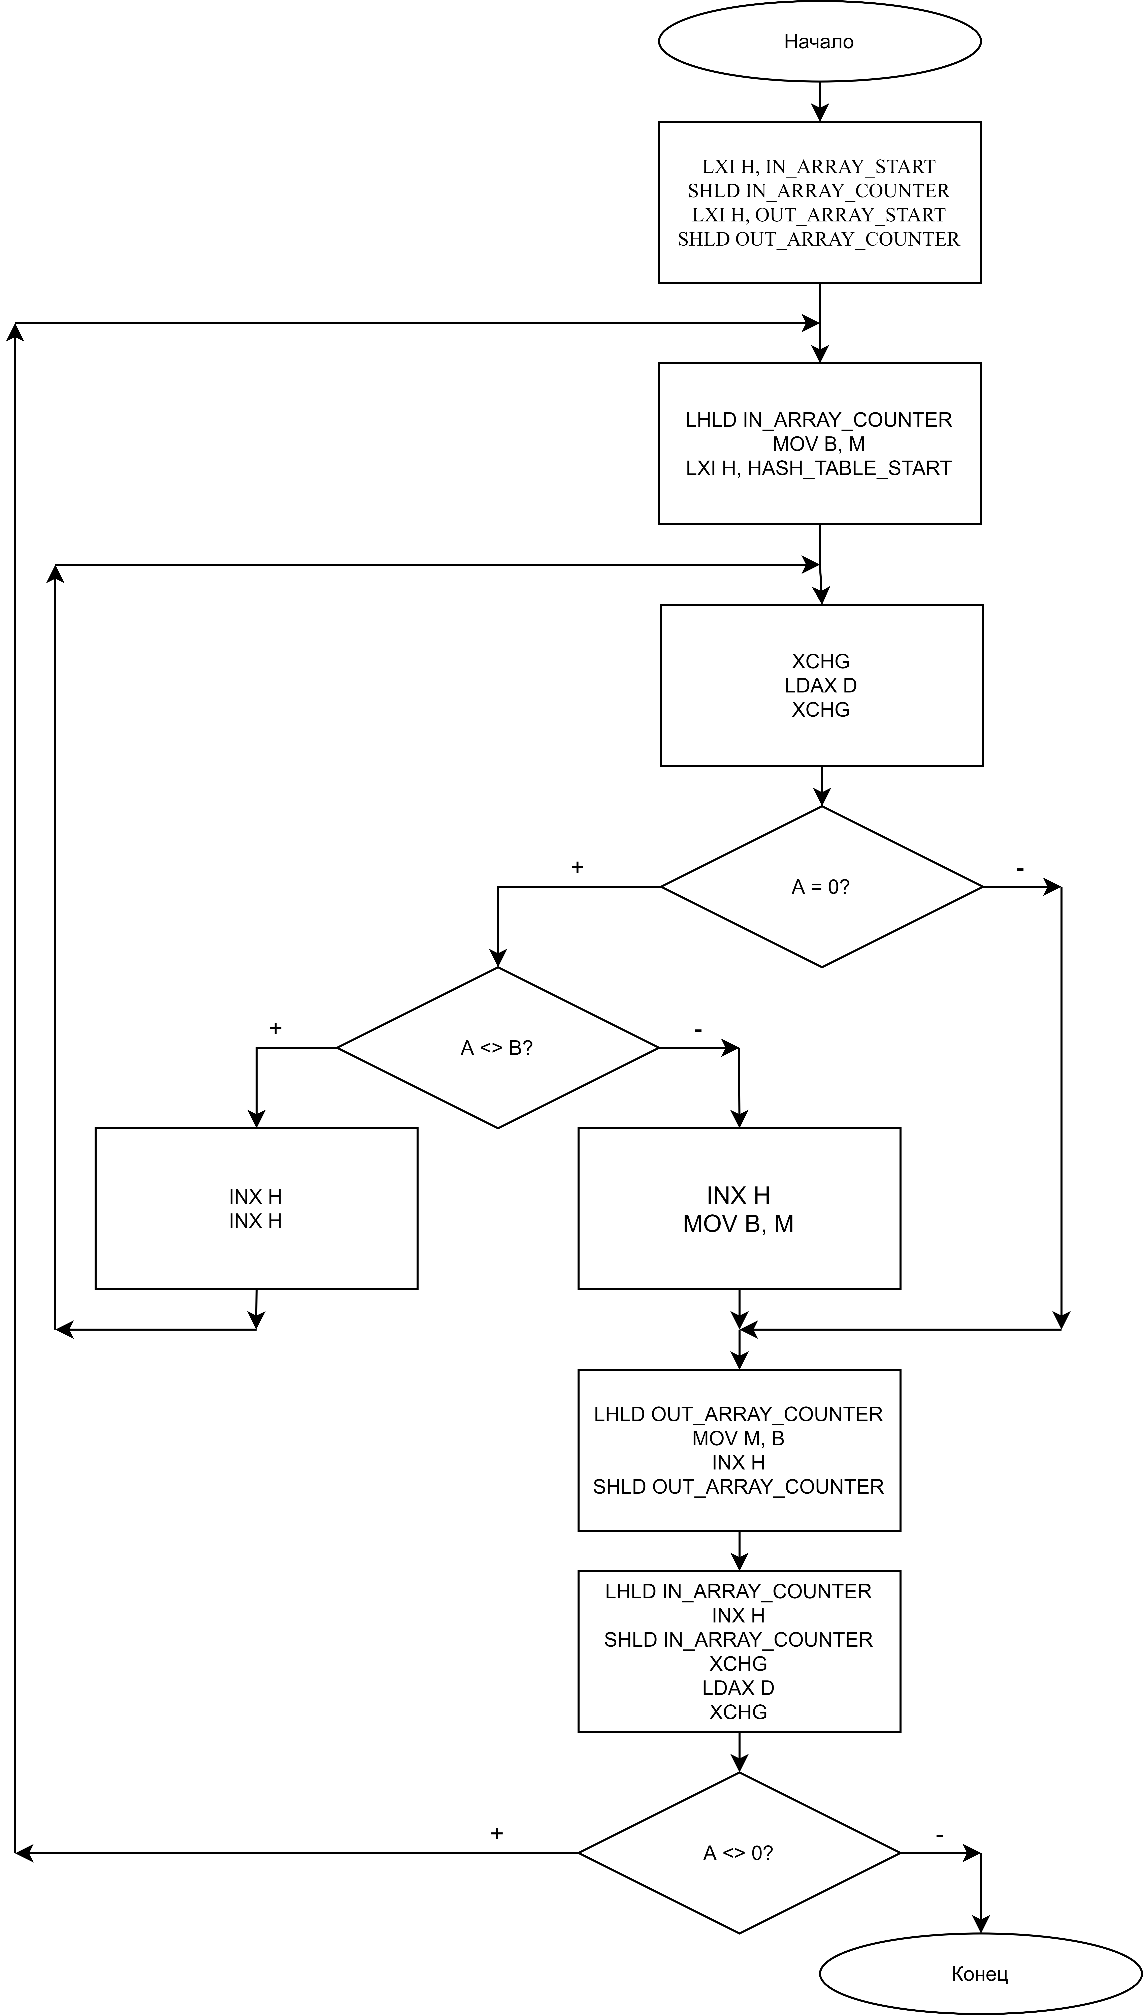 Начало
LXI H, IN_ARRAY_START
SHLD IN_ARRAY_COUNTER
LXI H, OUT_ARRAY_START
SHLD OUT_ARRAY_COUNTER
LHLD IN_ARRAY_COUNTER
MOV B, M
LXI H, HASH_TABLE_START
XCHG
LDAX D
XCHG
+
-
A = 0?
+
-
A <> B?
INX H
INX H
INX H
MOV B, M
LHLD OUT_ARRAY_COUNTER
MOV M, B
INX H
SHLD OUT_ARRAY_COUNTER
LHLD IN_ARRAY_COUNTER
INX H
SHLD IN_ARRAY_COUNTER
XCHG
LDAX D
XCHG
+
-
A <> 0?
Конец